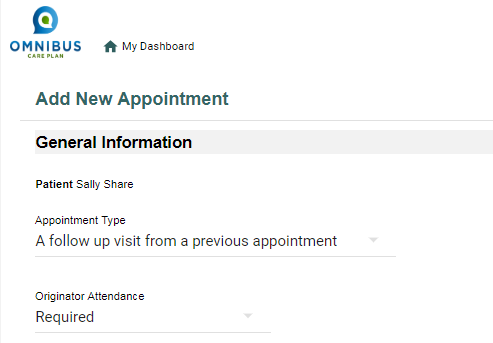 OMNIBUS
CARE PLAN
My Dashboard
Add New Appointment
General Information
Patient Sally Share
Appointment Type
A follow up visit from a previous appointment
Originator Attendance
Required